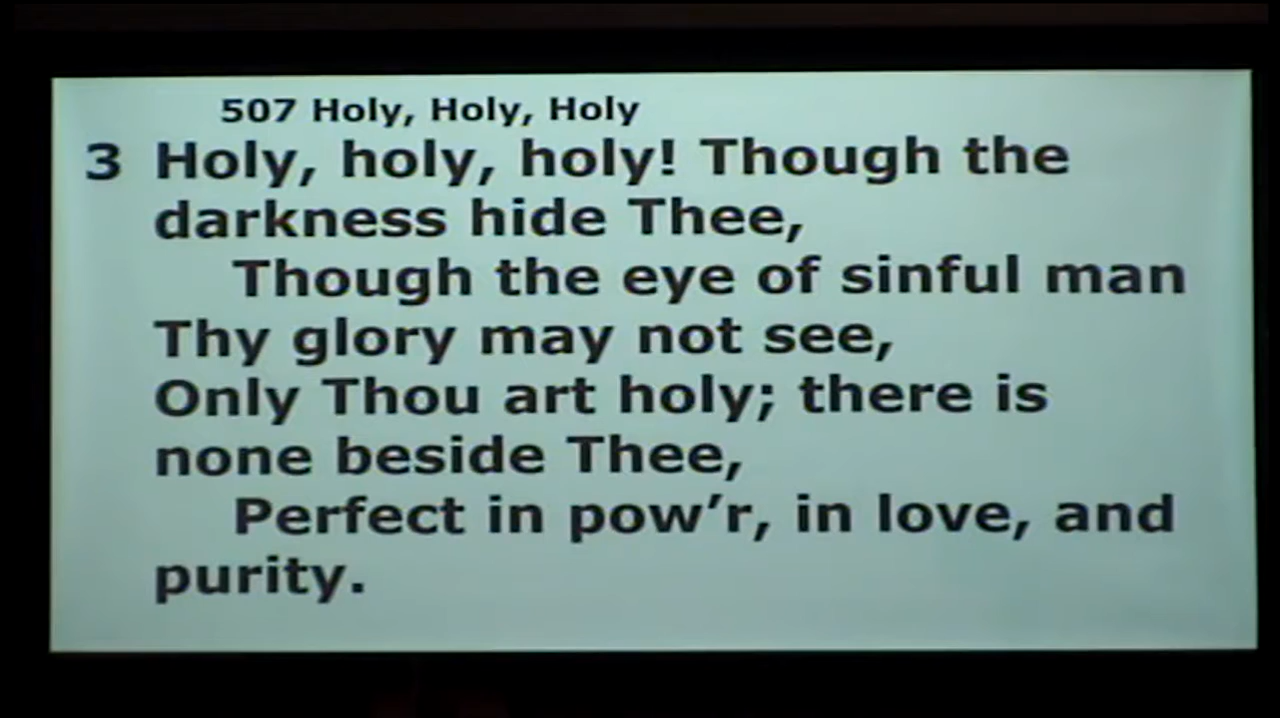 507 Holy, Holy, Holy
3 Holy, holy, holy! Though the
darkness hide Thee,
Though the eye of sinful man
Thy glory may not see,
Only Thou art holy; there is
none beside Thee,
Perfect in pow’r, in love, and
purity.